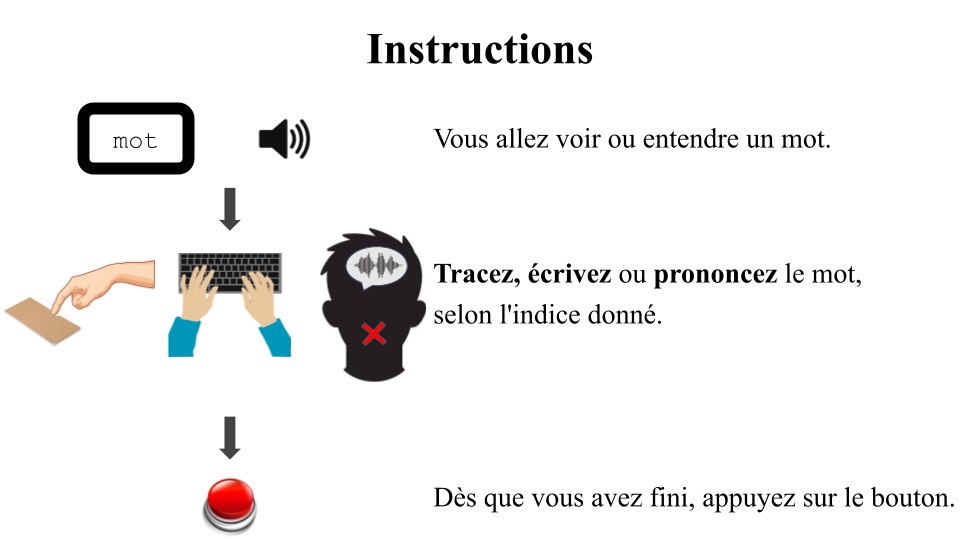 Instructions
mot
Vous allez voir ou entendre un mot.
Tracez, écrivez ou prononcez le mot,
selon l'indice donné.
Dès que vous avez fini, appuyez sur le bouton.